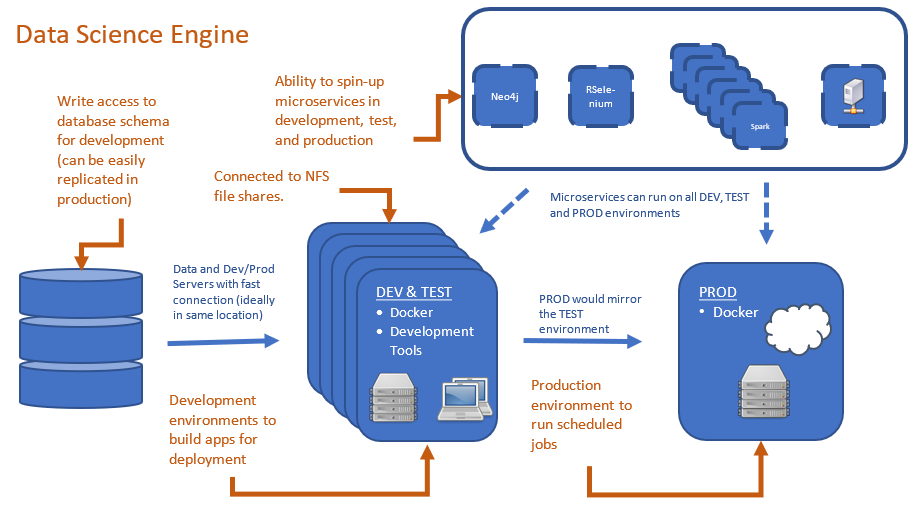 Data Science Engine
Write access to
database schema
for development
(can be easily
replicated in
production)
Ability to spin-up
microservices in
development, test,
and production
Neo4j
RSele-
nium
Spark
Connected to NFS
file shares.
Microservices can run on all DEV, TEST
and PROD environments
Data and Dev/Prod
Servers with fast
connection (ideally
in same location)
DEV & TEST
• Docker
• Development
Tools
PROD would mirror
the TEST
environment
PROD
• Docker
Development
environments to
build apps for
deployment
Production
environment to
run scheduled
jobs